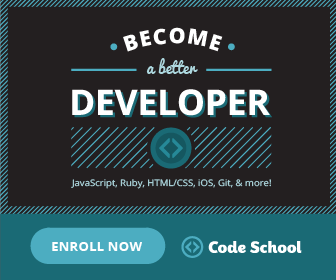 BECOME
a better
DEVELOPER
JavaScript, Ruby, HTML/CSS, iOS, Git, & more!
ENROLL NOW
Code School